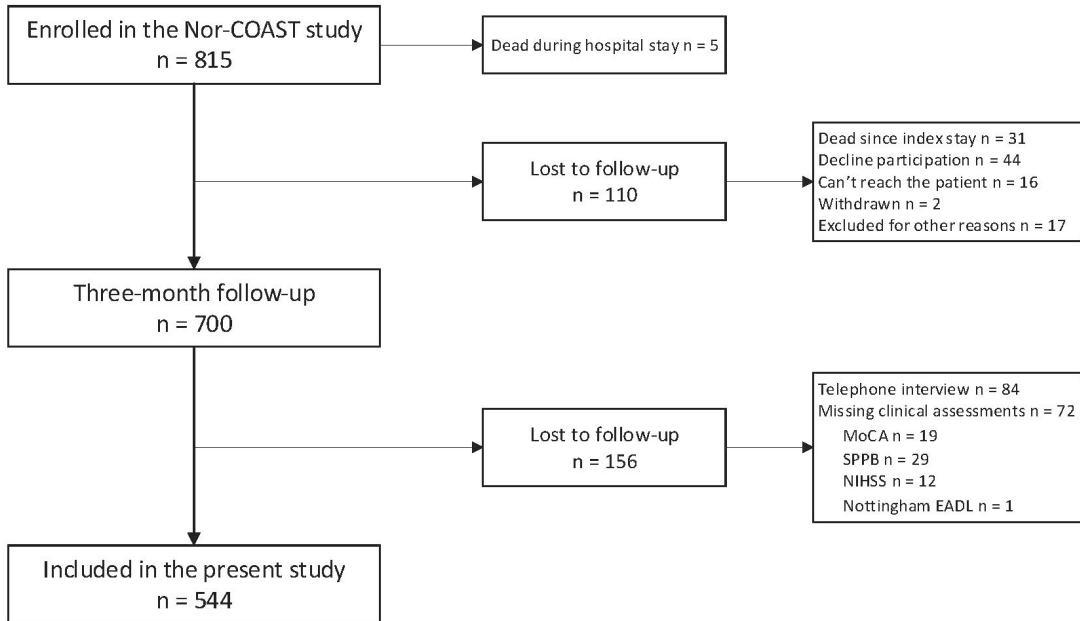 Enrolled in the Nor-COAST study
n = 815
Dead during hospital stay n = 5
Lost to follow-up
n = 110
Dead since index stay n = 31
Decline participation n = 44
Can't reach the patient n = 16
Withdrawn n = 2
Excluded for other reasons n = 17
Three-month follow-up
n = 700
Lost to follow-up
n = 156
Telephone interview n = 84
Missing clinical assessments n = 72
MoCA n = 19
SPPB n = 29
NIHSS n = 12
Nottingham EADL n = 1
Included in the present study
n = 544